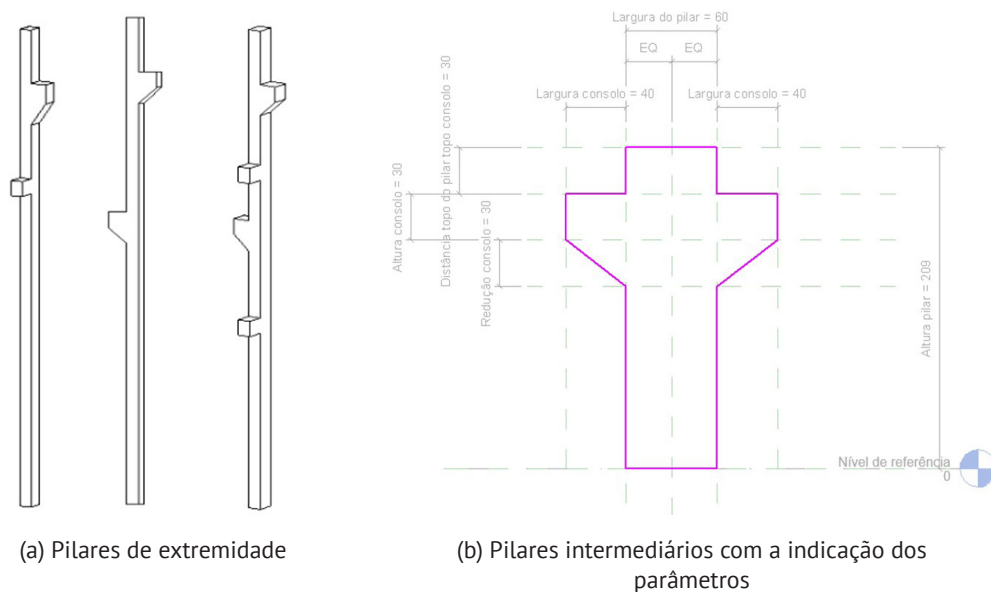 Largura do pilar = 60
EQ
EQ
Largura consolo = 40
Largura consolo = 40
Distância topo do pilar topo consolo = 30
Altura consolo = 30
Redução consolo = 30
Altura pilar = 209
Nível de referência
0
(a) Pilares de extremidade
(b) Pilares intermediários com a indicação dos
parâmetros